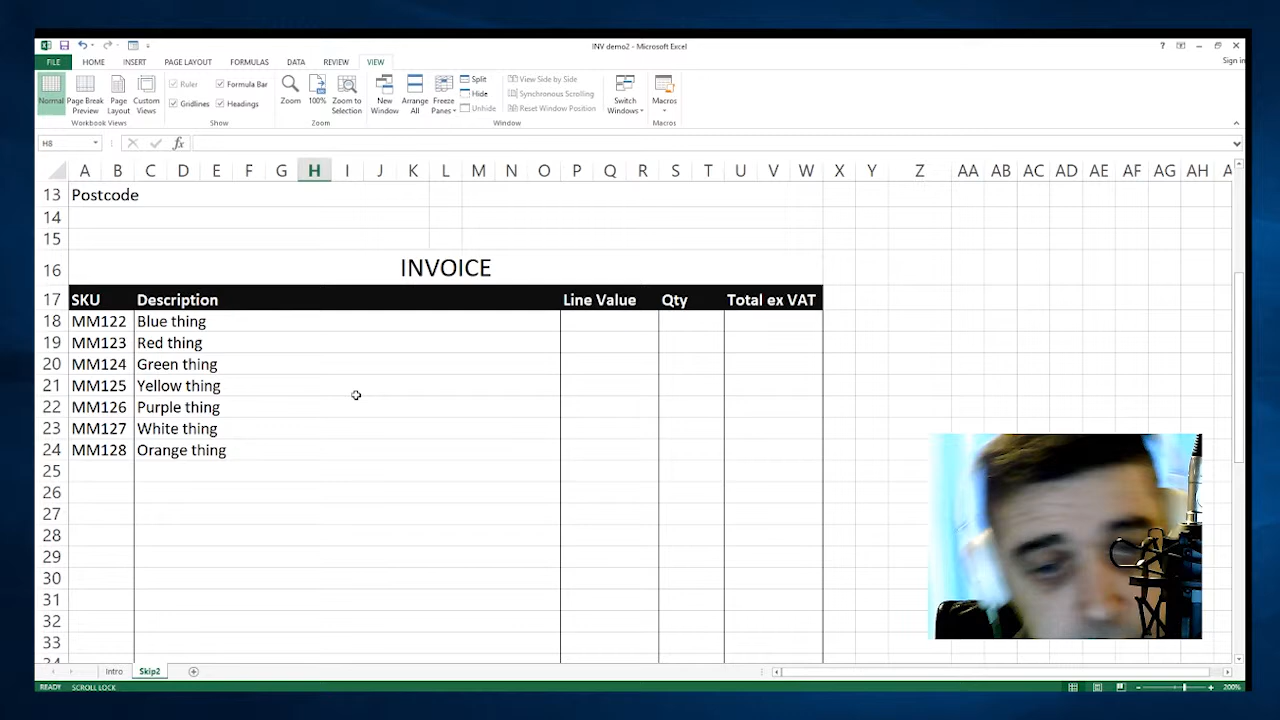 INV demo2 - Microsoft Excel
Sign in
FILE HOME INSERT PAGE LAYOUT FORMULAS DATA REVIEW VIEW
Normal Page Break Preview Page Layout Custom Views
Ruler Formula Bar
Gridlines Headings
Zoom 100% Zoom to Selection
New Window Arrange All Freeze Panes
Split
Hide
Unhide
View Side by Side
Synchronous Scrolling
Reset Window Position
Switch Windows Macros
Workbook Views Show Zoom Window Macros
H8 fx
A B C D E F G H I J K L M N O P Q R S T U V W X Y Z AA AB AC AD AE AF AG AH
13 Postcode
14
15
16 INVOICE
17 SKU Description Line Value Qty Total ex VAT
18 MM122 Blue thing
19 MM123 Red thing
20 MM124 Green thing
21 MM125 Yellow thing
22 MM126 Purple thing
23 MM127 White thing
24 MM128 Orange thing
25
26
27
28
29
30
31
32
33
Intro Skip2
READY SCROLL LOCK 200%